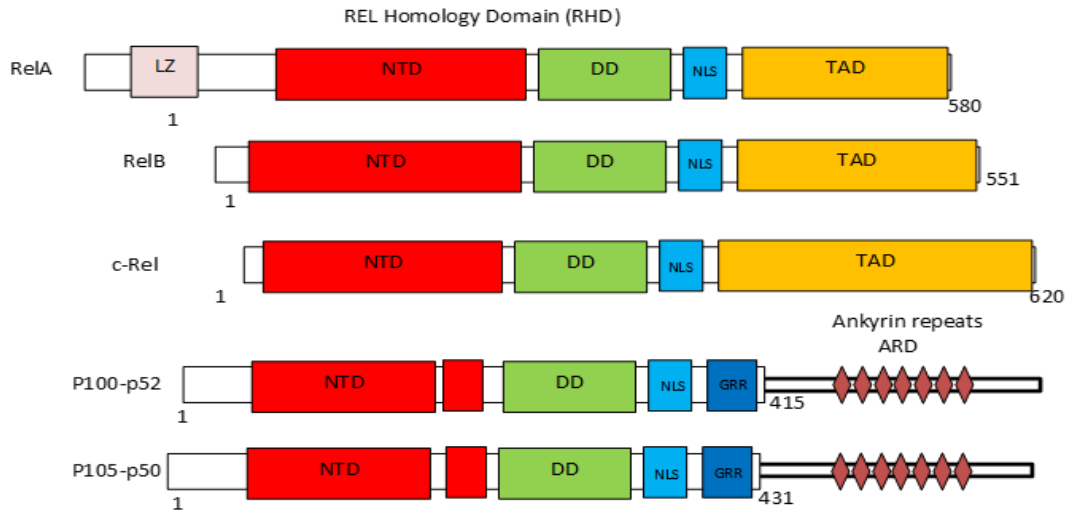 REL Homology Domain (RHD)
RelA LZ NTD DD NLS TAD
1 580
RelB NTD DD NLS TAD
1 551
c-Rel NTD DD NLS TAD
1 620
Ankyrin repeats
ARD
P100-p52 NTD DD NLS GRR
1 415
P105-p50 NTD DD NLS GRR
1 431